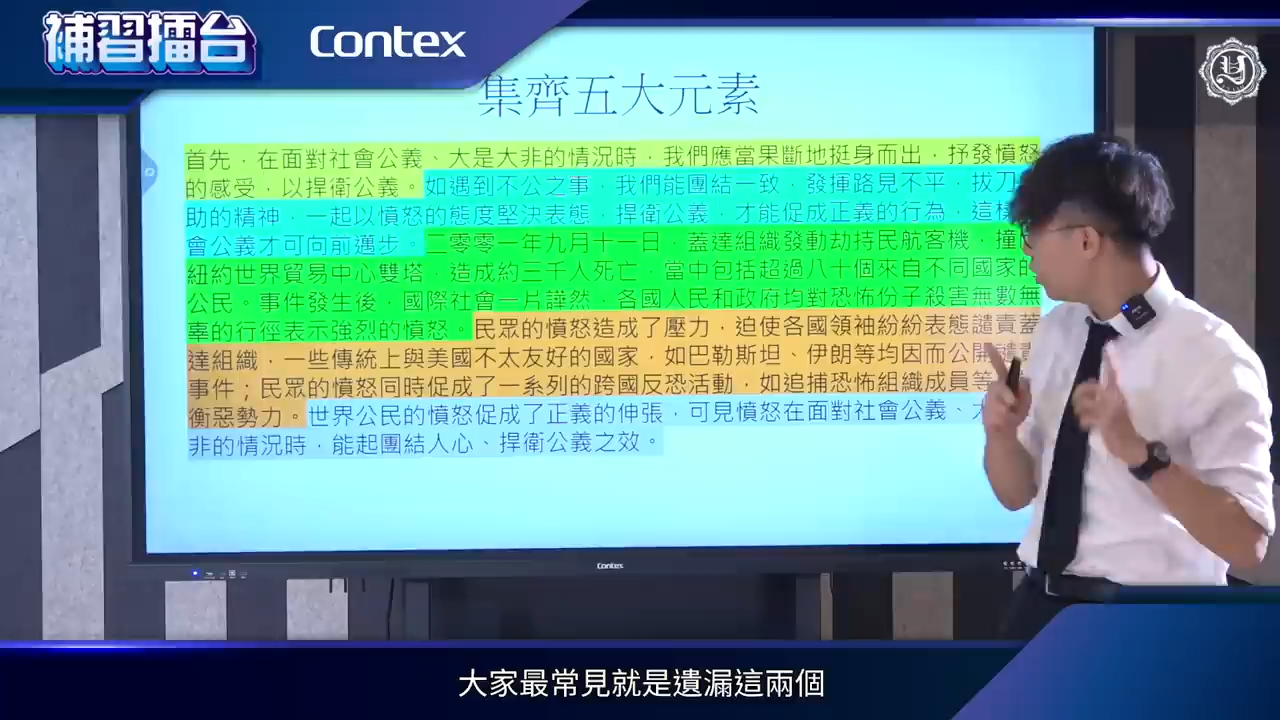 補習擂台
Contex
集齊五大元素
首先，在面對社會公義、大是大非的情況時，我們應當果斷地挺身而出，抒發憤怒
的感受，以捍衛公義。如遇到不公之事，我們能團結一致，發揮路見不平，拔刀
助的精神，一起以憤怒的態度堅決表態，捍衛公義，才能促成正義的行為，這
會公義才可向前邁步。二零零一年九月十一日，蓋達組織發動劫持民航客機，撞
紐約世界貿易中心雙塔，造成約三千人死亡，當中包括超過八十個來自不同國家的
公民。事件發生後，國際社會一片譁然，各國人民和政府均對恐怖份子殺害無數無
辜的行徑表示強烈的憤怒。民眾的憤怒造成了壓力，迫使各國領袖紛紛表態譴責蓋
達組織，一些傳統上與美國不太友好的國家，如巴勒斯坦、伊朗等均因而公開譴責
事件；民眾的憤怒同時促成了一系列的跨國反恐活動，如追捕恐怖組織成員等
衡惡勢力。世界公民的憤怒促成了正義的伸張，可見憤怒在面對社會公義、大
非的情況時，能起團結人心、捍衛公義之效。
Contex
大家最常見就是遺漏這兩個